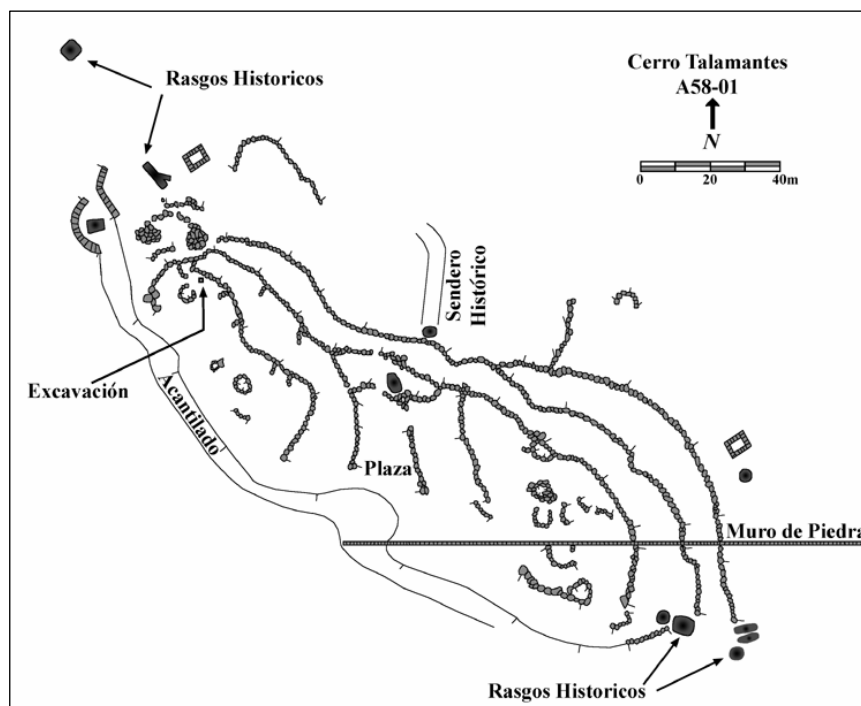 Rasgos Historicos
Cerro Talamantes
A58-01
N
0 20 40m
Sendero
Histórico
Excavación
Acantilado
Plaza
Muro de Piedra
Rasgos Historicos